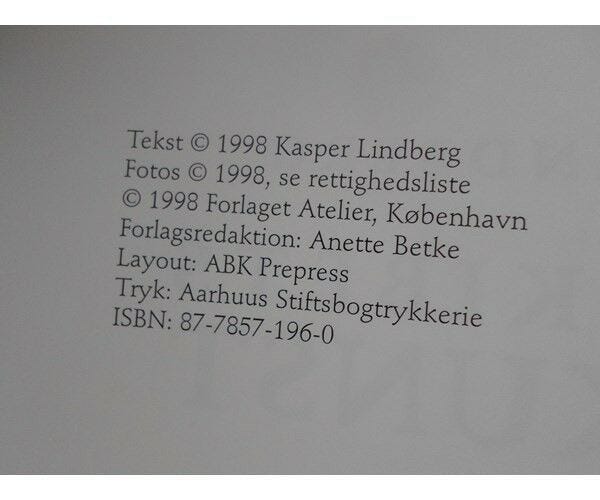 Tekst © 1998 Kasper Lindberg
Fotos © 1998, se rettighedsliste
© 1998 Forlaget Atelier, København
Forlagsredaktion: Anette Betke
Layout: ABK Prepress
Tryk: Aarhuus Stiftsbogtrykkerie
ISBN: 87-7857-196-0